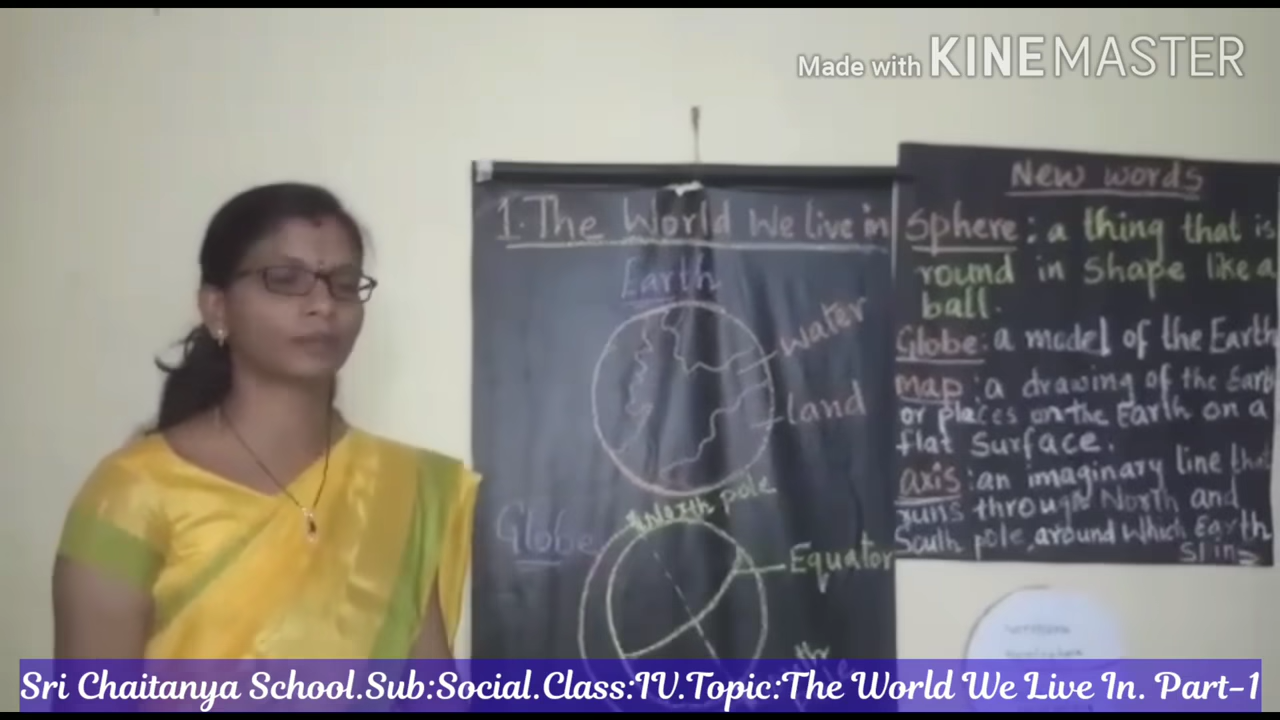 Made with KINEMASTER
1. The World We live in
Earth
water
land
Globe
North pole
Equator
New words
Sphere: a thing that is
round in Shape like a
ball.
Globe: a model of the Earth
map: a drawing of the Earth
or places on the Earth on a
flat Surface.
axis: an imaginary line that
runs through North and
South pole, around which Earth
Sri Chaitanya School.Sub:Social.Class:IV.Topic:The World We Live In. Part-1